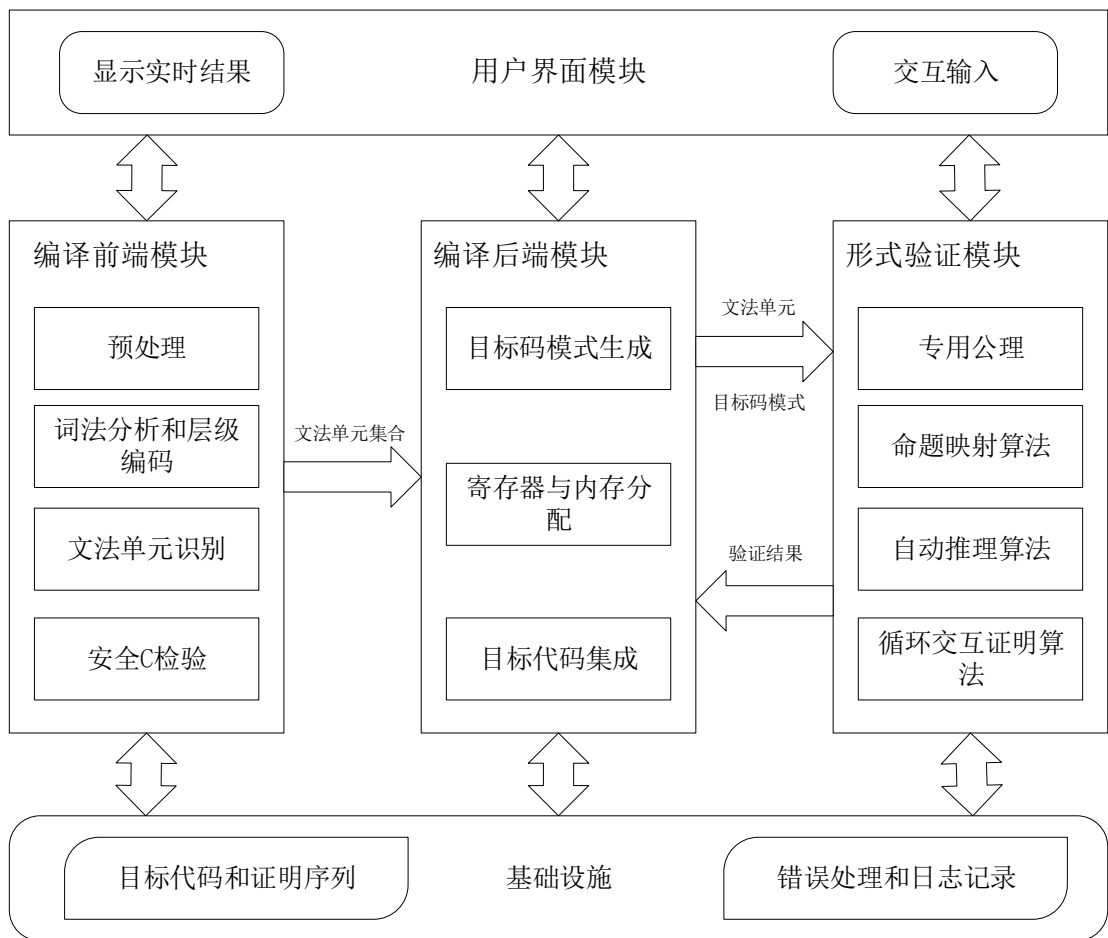 显示实时结果
用户界面模块
交互输入
编译前端模块
预处理
词法分析和层级
编码
文法单元识别
安全C检验
文法单元集合
编译后端模块
目标码模式生成
寄存器与内存分
配
目标代码集成
文法单元
目标码模式
验证结果
形式验证模块
专用公理
命题映射算法
自动推理算法
循环交互证明算
法
目标代码和证明序列
基础设施
错误处理和日志记录